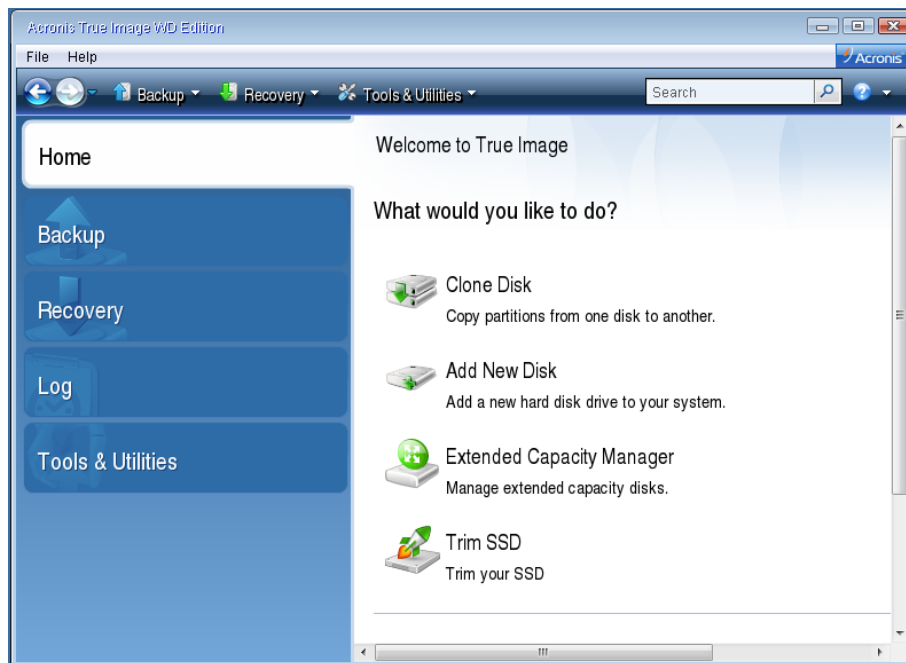 Acronis True Image WD Edition
File Help
Acronis
Backup Recovery Tools & Utilities Search ?
Home
Backup
Recovery
Log
Tools & Utilities
Welcome to True Image
What would you like to do?
Clone Disk
Copy partitions from one disk to another.
Add New Disk
Add a new hard disk drive to your system.
Extended Capacity Manager
Manage extended capacity disks.
Trim SSD
Trim your SSD